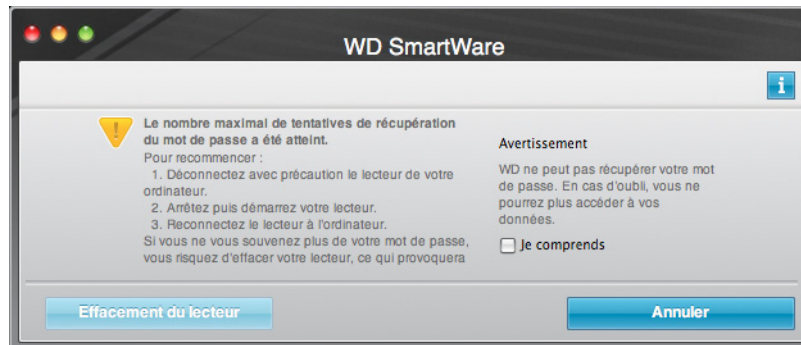 WD SmartWare
i
Le nombre maximal de tentatives de récupération
du mot de passe a été atteint.
Pour recommencer :
1. Déconnectez avec précaution le lecteur de votre
ordinateur.
2. Arrêtez puis démarrez votre lecteur.
3. Reconnectez le lecteur à l'ordinateur.
Si vous ne vous souvenez plus de votre mot de passe,
vous risquez d'effacer votre lecteur, ce qui provoquera
Avertissement
WD ne peut pas récupérer votre mot
de passe. En cas d'oubli, vous ne
pourrez plus accéder à vos
données.
Je comprends
Effacement du lecteur
Annuler